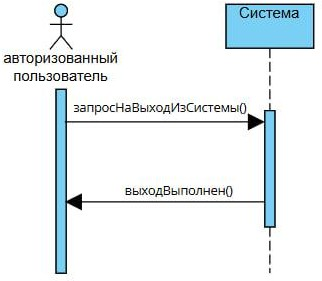 Система
авторизованный
пользователь
запросНаВыходИзСистемы()
выходВыполнен()